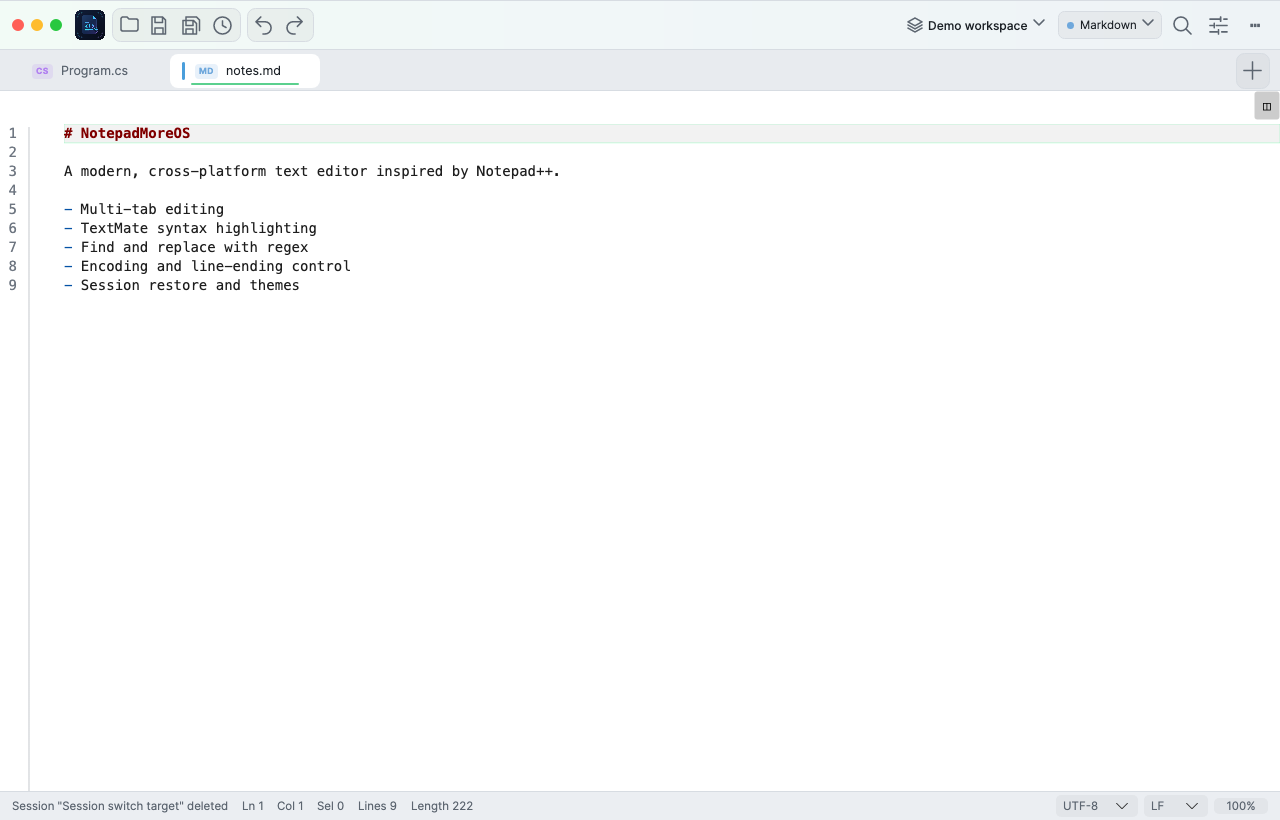 Demo workspace
Markdown
CS Program.cs
MD notes.md
1 # NotepadMoreOS
2
3 A modern, cross-platform text editor inspired by Notepad++.
4
5 - Multi-tab editing
6 - TextMate syntax highlighting
7 - Find and replace with regex
8 - Encoding and line-ending control
9 - Session restore and themes
Session "Session switch target" deleted Ln 1 Col 1 Sel 0 Lines 9 Length 222 UTF-8 LF 100%